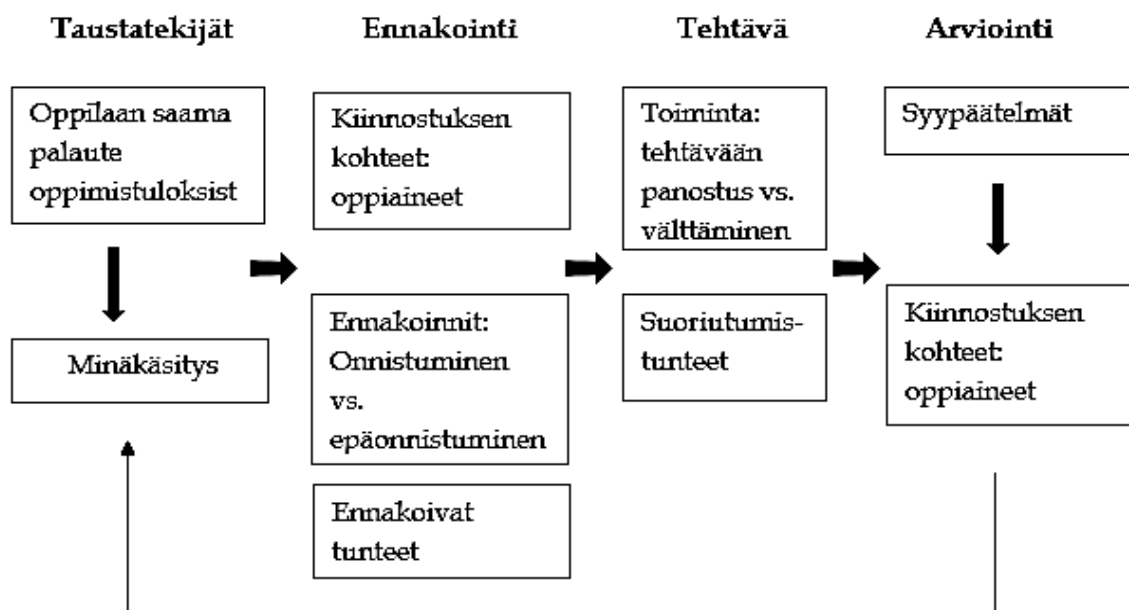 Taustatekijät
Ennakointi
Tehtävä
Arviointi
Oppilaan saama
palaute
oppimistuloksist
Minäkäsitys
Kiinnostuksen
kohteet:
oppiaineet
Ennakoinnit:
Onnistuminen
vs.
epäonnistuminen
Ennakoivat
tunteet
Toiminta:
tehtävään
panostus vs.
välttäminen
Suoriutumis-
tunteet
Syypäätelmät
Kiinnostuksen
kohteet:
oppiaineet